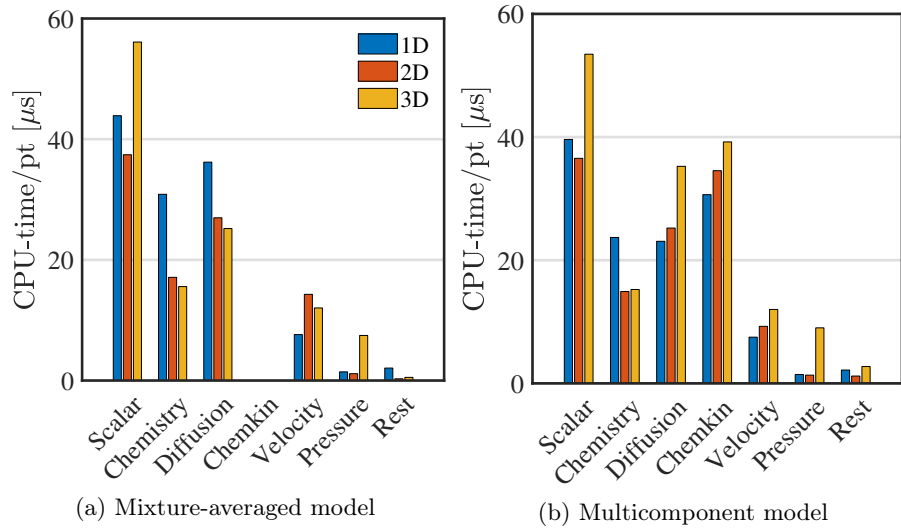 CPU-time/pt [μs]
60
40
20
0
1D
2D
3D
Scalar
Chemistry
Diffusion
Chemkin
Velocity
Pressure
Rest
(a) Mixture-averaged model
CPU-time/pt [μs]
60
40
20
0
Scalar
Chemistry
Diffusion
Chemkin
Velocity
Pressure
Rest
(b) Multicomponent model